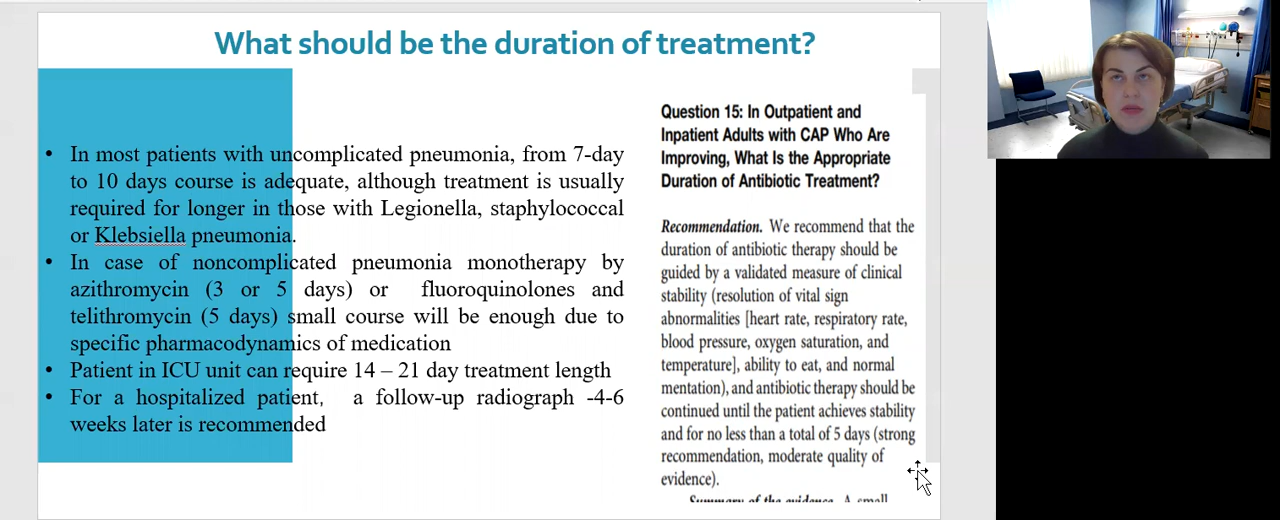 What should be the duration of treatment?
• In most patients with uncomplicated pneumonia, from 7-day
to 10 days course is adequate, although treatment is usually
required for longer in those with Legionella, staphylococcal
or Klebsiella pneumonia.
• In case of noncomplicated pneumonia monotherapy by
azithromycin (3 or 5 days) or fluoroquinolones and
telithromycin (5 days) small course will be enough due to
specific pharmacodynamics of medication
• Patient in ICU unit can require 14 – 21 day treatment length
• For a hospitalized patient, a follow-up radiograph -4-6
weeks later is recommended
Question 15: In Outpatient and
Inpatient Adults with CAP Who Are
Improving, What Is the Appropriate
Duration of Antibiotic Treatment?
Recommendation. We recommend that the
duration of antibiotic therapy should be
guided by a validated measure of clinical
stability (resolution of vital sign
abnormalities [heart rate, respiratory rate,
blood pressure, oxygen saturation, and
temperature], ability to eat, and normal
mentation), and antibiotic therapy should be
continued until the patient achieves stability
and for no less than a total of 5 days (strong
recommendation, moderate quality of
evidence).
Summary of the evidence. A small